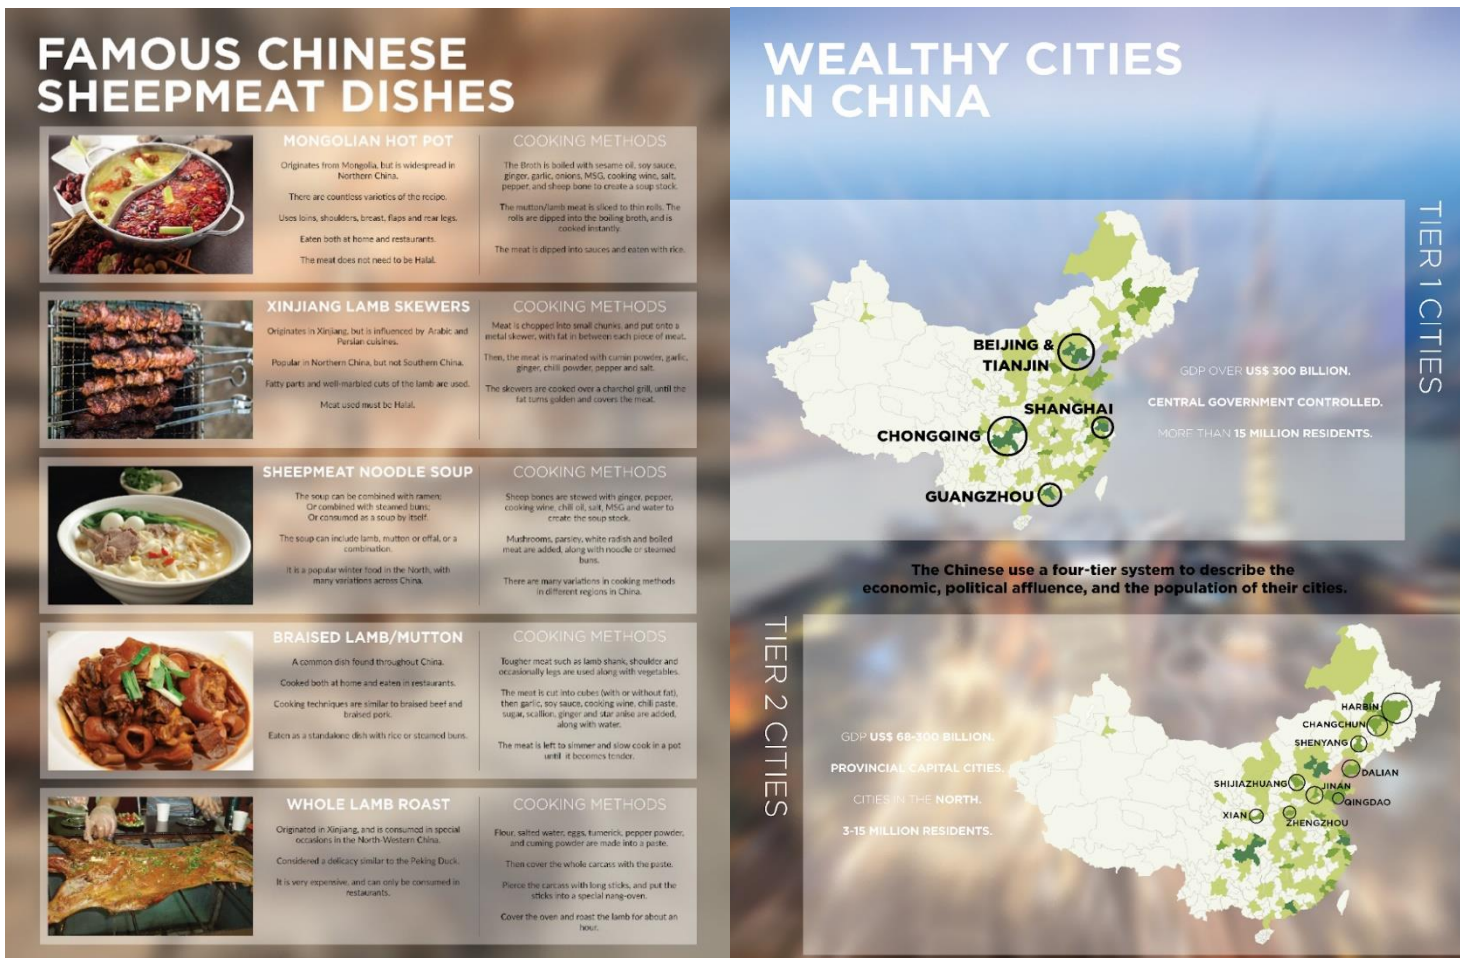 FAMOUS CHINESE
SHEEPMEAT DISHES
MONGOLIAN HOT POT
Originates from Mongolia, but is widespread in
Northern China.
There are countless varieties of the recipe.
Uses loins, shoulders, breast, flaps and rear legs.
Eaten both at home and restaurants.
The meat does not need to be Halal.
COOKING METHODS
The Broth is boiled with sesame oil, soy sauce,
ginger, garlic, onions, MSG, cooking wine, salt,
pepper, and sheep bone to create a soup stock.
The mutton/lamb meat is sliced to thin rolls. The
rolls are dipped into the boiling broth, and is
cooked instantly.
The meat is dipped into sauces and eaten with rice.
XINJIANG LAMB SKEWERS
Originates in Xinjiang, but is influenced by Arabic and
Persian cuisines.
Popular in Northern China, but not Southern China.
Fatty parts and well-marbled cuts of the lamb are used.
Meat used must be Halal.
COOKING METHODS
Meat is chopped into small chunks, and put onto a
metal skewer, with fat in between each piece of meat.
Then, the meat is marinated with cumin powder, garlic,
ginger, chilli powder, pepper and salt.
The skewers are cooked over a charchol grill, until the
fat turns golden and covers the meat.
SHEEPMEAT NOODLE SOUP
The soup can be combined with ramen;
Or combined with steamed buns;
Or consumed as a soup by itself.
The soup can include lamb, mutton or offal, or a
combination.
It is a popular winter food in the North, with
many variations across China.
COOKING METHODS
Sheep bones are stewed with ginger, pepper,
cooking wine, chili oil, salt, MSG and water to
create the soup stock.
Mushrooms, parsley, white radish and boiled
meat are added, along with noodle or steamed
buns.
There are many variations in cooking methods
in different regions in China.
BRAISED LAMB/MUTTON
A common dish found throughout China.
Cooked both at home and eaten in restaurants.
Cooking techniques are similar to braised beef and
braised pork.
Eaten as a standalone dish with rice or steamed buns.
COOKING METHODS
Tougher meat such as lamb shank, shoulder and
occasionally legs are used along with vegetables.
The meat is cut into cubes (with or without fat),
then garlic, soy sauce, cooking wine, chili paste,
sugar, scallion, ginger and star anise are added,
along with water.
The meat is left to simmer and slow cook in a pot
until it becomes tender.
WHOLE LAMB ROAST
Originated in Xinjiang, and is consumed in special
occasions in the North-Western China.
Considered a delicacy similar to the Peking Duck.
It is very expensive, and can only be consumed in
restaurants.
COOKING METHODS
Flour, salted water, eggs, tumerick, pepper powder,
and cuming powder are made into a paste.
Then cover the whole carcass with the paste.
Pierce the carcass with long sticks, and put the
sticks into a special nang-oven.
Cover the oven and roast the lamb for about an
hour.
WEALTHY CITIES
IN CHINA
TIER 1 CITIES
BEIJING &
TIANJIN
SHANGHAI
CHONGQING
GUANGZHOU
GDP OVER US$ 300 BILLION.
CENTRAL GOVERNMENT CONTROLLED.
MORE THAN 15 MILLION RESIDENTS.
The Chinese use a four-tier system to describe the
economic, political affluence, and the population of their cities.
TIER 2 CITIES
GDP US$ 68-300 BILLION.
PROVINCIAL CAPITAL CITIES.
CITIES IN THE NORTH.
3-15 MILLION RESIDENTS.
HARBIN
CHANGCHUN
SHENYANG
DALIAN
SHIJIAZHUANG
JINAN
QINGDAO
XIAN
ZHENGZHOU